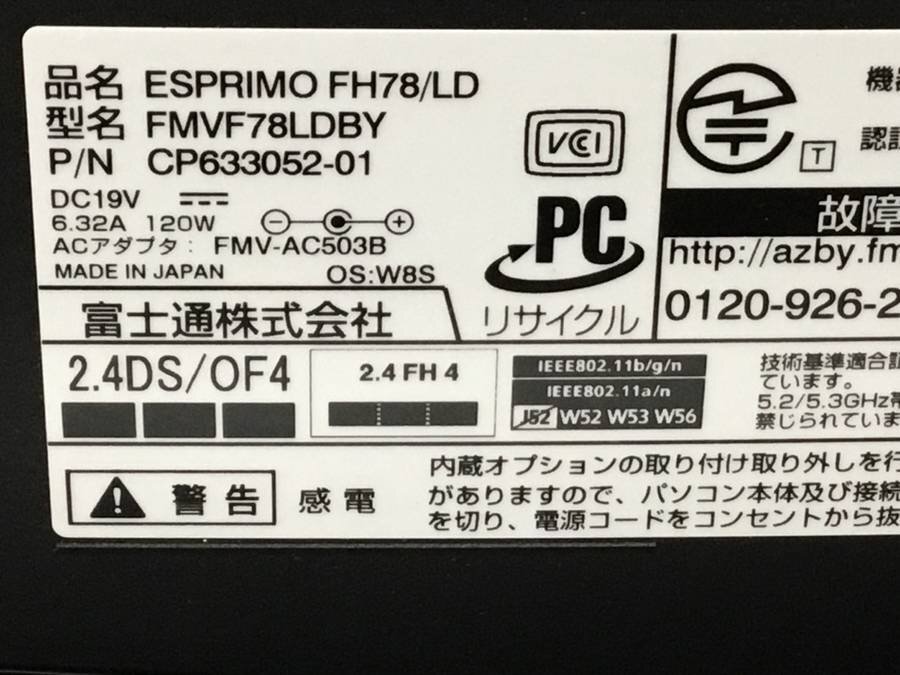 品名 ESPRIMO FH78/LD
型名 FMVF78LDBY
P/N CP633052-01
DC19V
6.32A 120W
ACアダプタ: FMV-AC503B
MADE IN JAPAN OS:W8S
富士通株式会社
VCCI
PC
リサイクル
T
機器
認証
故障
http://azby.fm
0120-926-2
2.4DS/OF4
2.4 FH 4
IEEE802.11b/g/n
IEEE802.11a/n
J52 W52 W53 W56
技術基準適合証
ています。
5.2/5.3GHz帯
禁じられていま
警告 感電
内蔵オプションの取り付け取り外しを行
がありますので、パソコン本体及び接続
を切り、電源コードをコンセントから抜